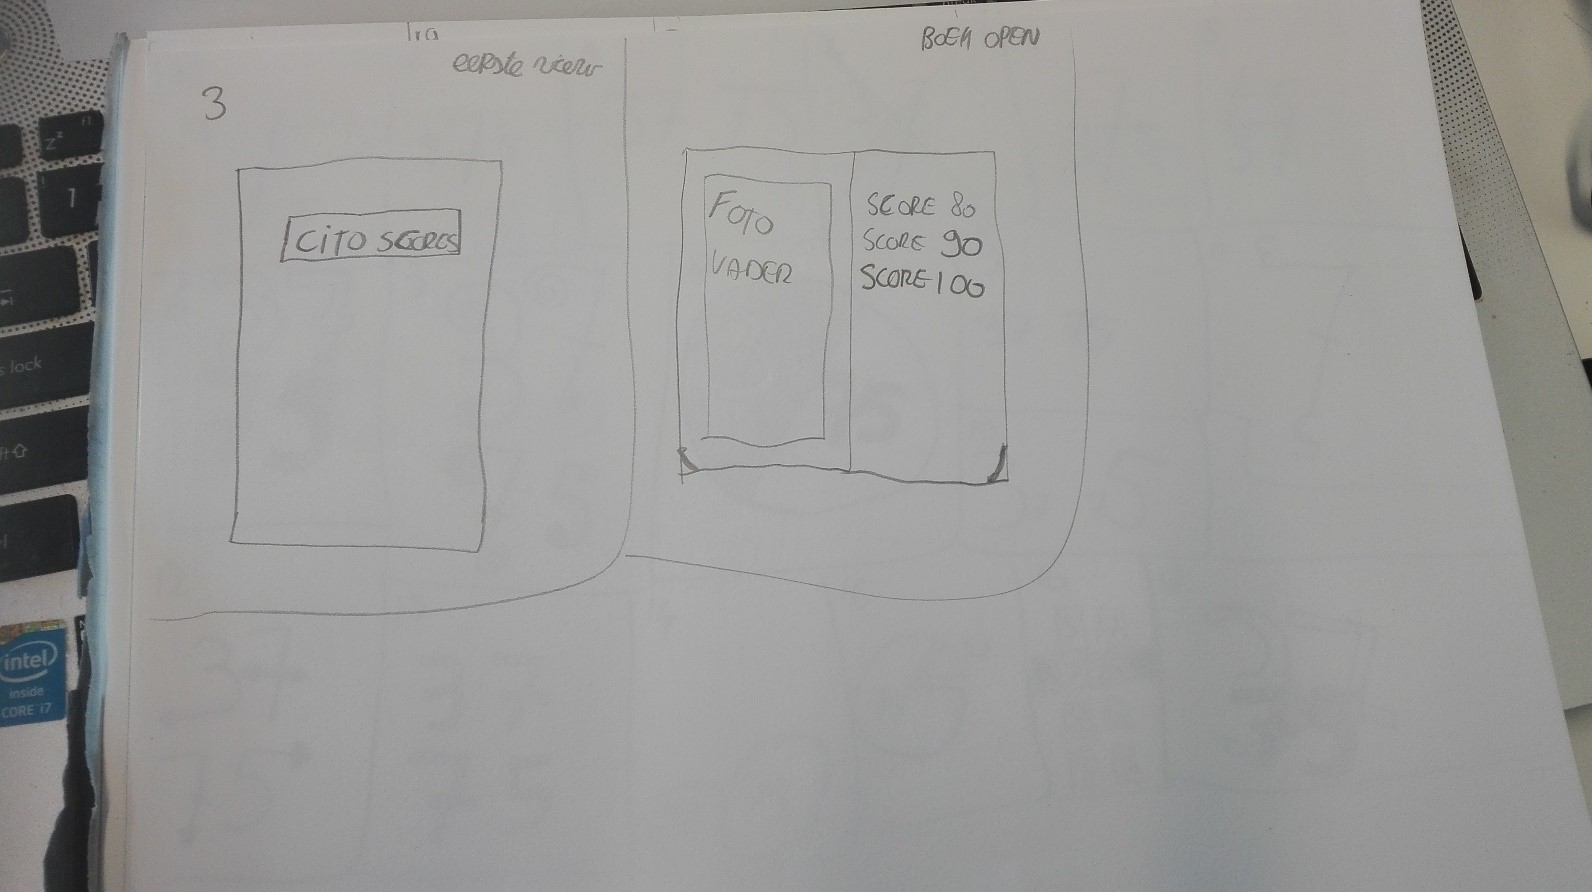 eerste view
3
CITO SCORES
BOEK OPEN
FOTO
VADER
SCORE 80
SCORE 90
SCORE 100
Z
1
s lock
intel
inside
CORE i7